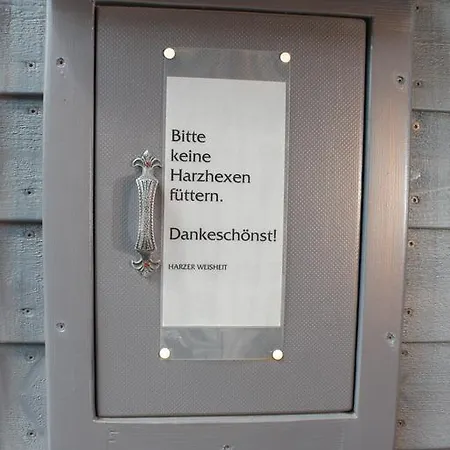 Bitte
keine
Harzhexen
füttern.
Dankeschönst!
HARZER WEISHEIT